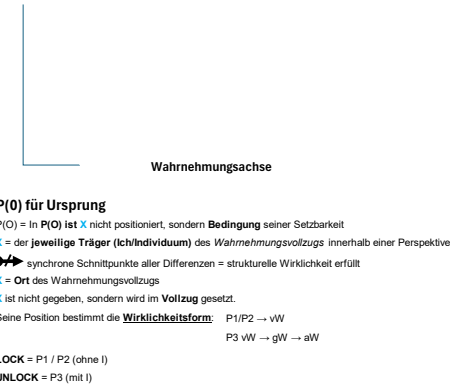 Wahrnehmungsachse
P(0) für Ursprung
P(O) = In P(O) ist X nicht positioniert, sondern Bedingung seiner Setzbarkeit
= der jeweilige Träger (Ich/Individuum) des Wahrnehmungsvollzugs innerhalb einer Perspektive
synchrone Schnittpunkte aller Differenzen = strukturelle Wirklichkeit erfüllt
= Ort des Wahrnehmungsvollzugs
ist nicht gegeben, sondern wird im Vollzug gesetzt.
Seine Position bestimmt die Wirklichkeitsform: P1/P2 → vW
P3 vW → gW → aW
LOCK = P1 / P2 (ohne I)
UNLOCK = P3 (mit I)